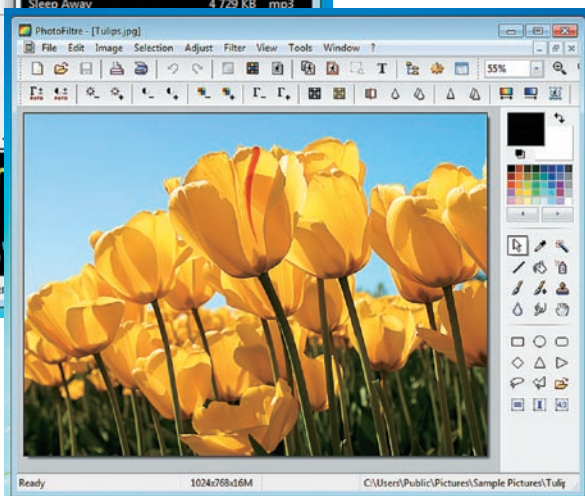 Sleep Away 4 729 KB mp3
PhotoFiltre - [Tulips.jpg]
File Edit Image Selection Adjust Filter View Tools Window ?
T 55%
Ready 1024x768x16M C:\Users\Public\Pictures\Sample Pictures\Tulip